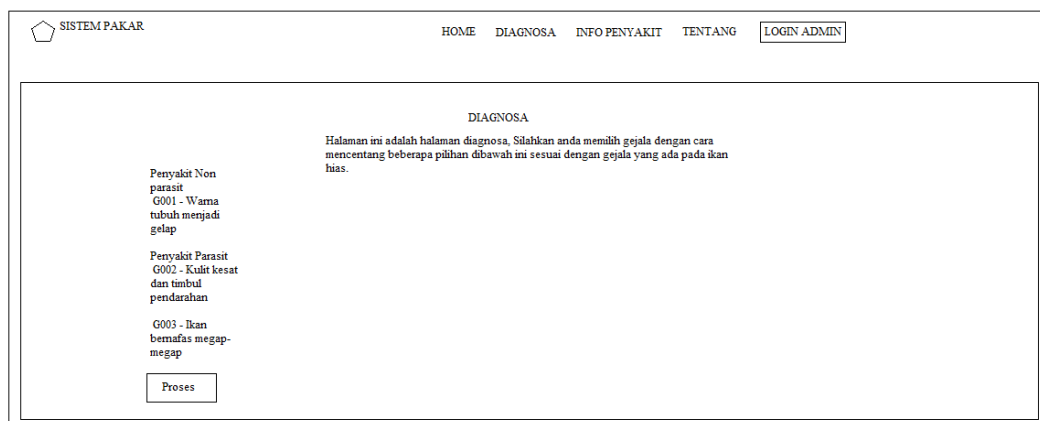 SISTEM PAKAR
HOME DIAGNOSA INFO PENYAKIT TENTANG LOGIN ADMIN
DIAGNOSA
Halaman ini adalah halaman diagnosa, Silahkan anda memilih gejala dengan cara
mencentang beberapa pilihan dibawah ini sesuai dengan gejala yang ada pada ikan
hias.
Penyakit Non
parasit
G001 - Warna
tubuh menjadi
gelap
Penyakit Parasit
G002 - Kulit kesat
dan timbul
pendarahan
G003 - Ikan
bernafas megap-
megap
Proses